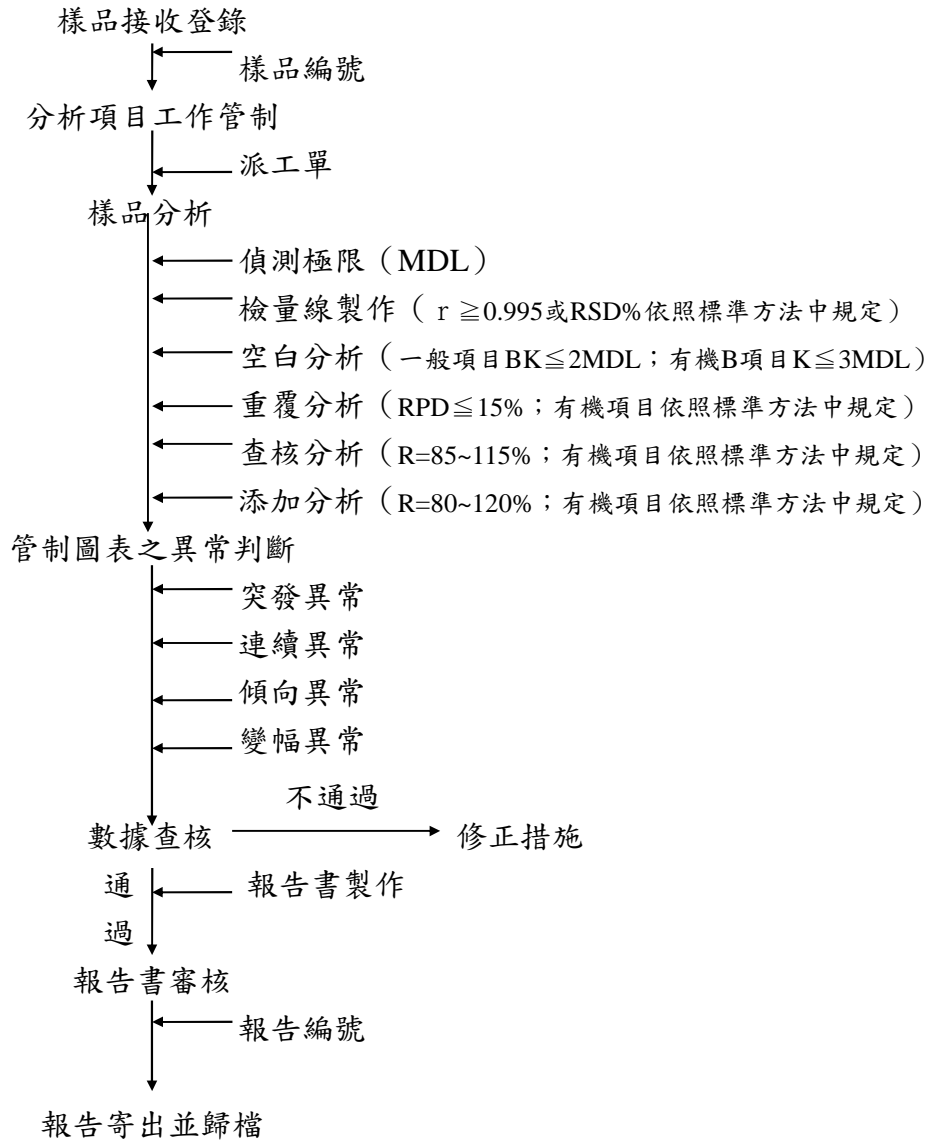 樣品接收登錄
樣品編號
分析項目工作管制
派工單
樣品分析
偵測極限（MDL）
檢量線製作（ｒ≧0.995或RSD%依照標準方法中規定）
空白分析（一般項目BK≦2MDL；有機B項目K≦3MDL）
重覆分析（RPD≦15%；有機項目依照標準方法中規定）
查核分析（R=85~115%；有機項目依照標準方法中規定）
添加分析（R=80~120%；有機項目依照標準方法中規定）
管制圖表之異常判斷
突發異常
連續異常
傾向異常
變幅異常
不通過
數據查核
修正措施
通
報告書製作
過
報告書審核
報告編號
報告寄出並歸檔